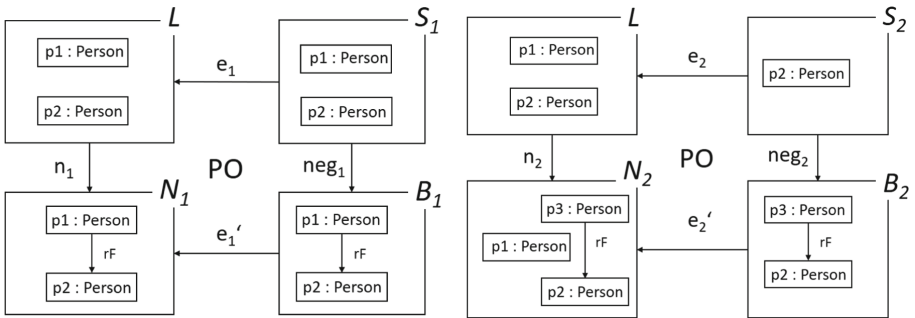 L
S1
L
S2
p1 : Person
p2 : Person
e1
p1 : Person
p2 : Person
p1 : Person
p2 : Person
e2
p2 : Person
n1
PO
neg1
n2
PO
neg2
N1
B1
N2
B2
p1 : Person
rF
p2 : Person
e1‘
p1 : Person
rF
p2 : Person
p3 : Person
rF
p1 : Person
p2 : Person
e2‘
p3 : Person
rF
p2 : Person